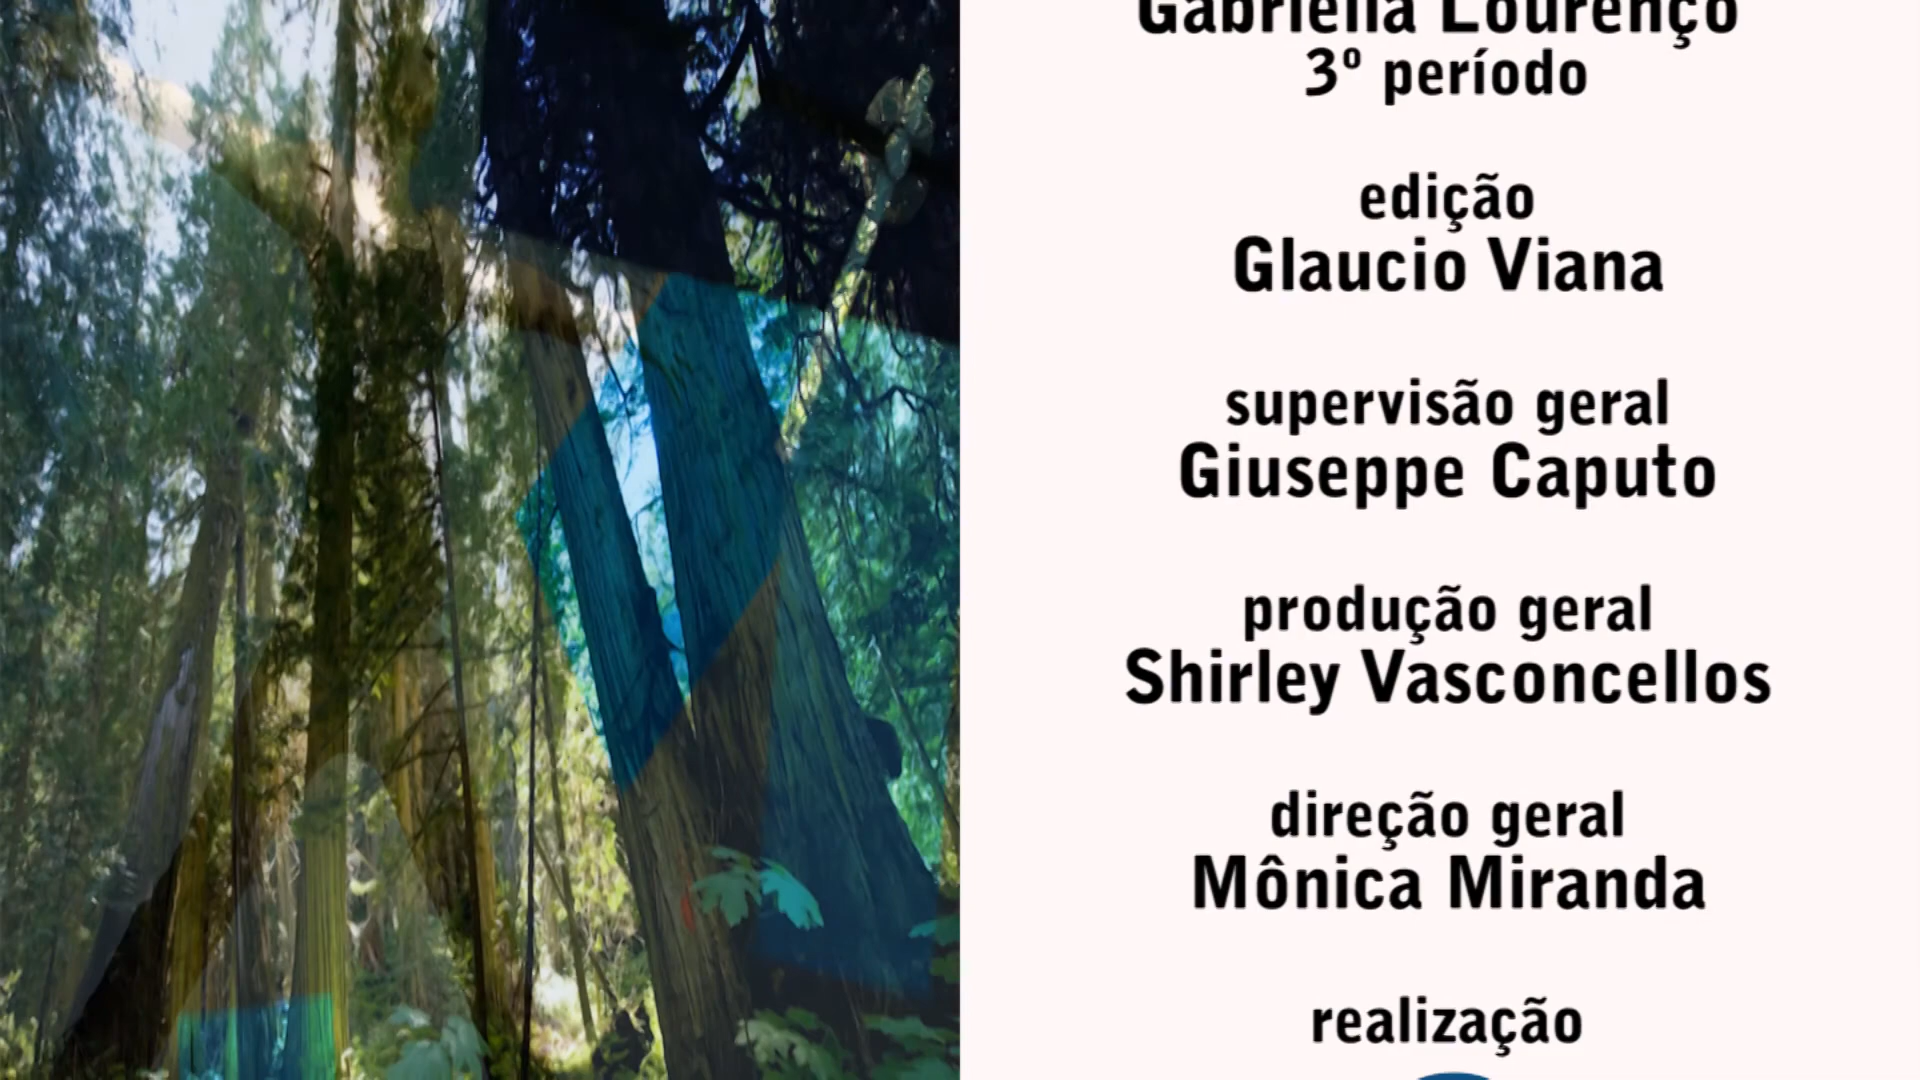 Gabriella Lourenço
3º período
edição
Glaucio Viana
supervisão geral
Giuseppe Caputo
produção geral
Shirley Vasconcellos
direção geral
Mônica Miranda
realização